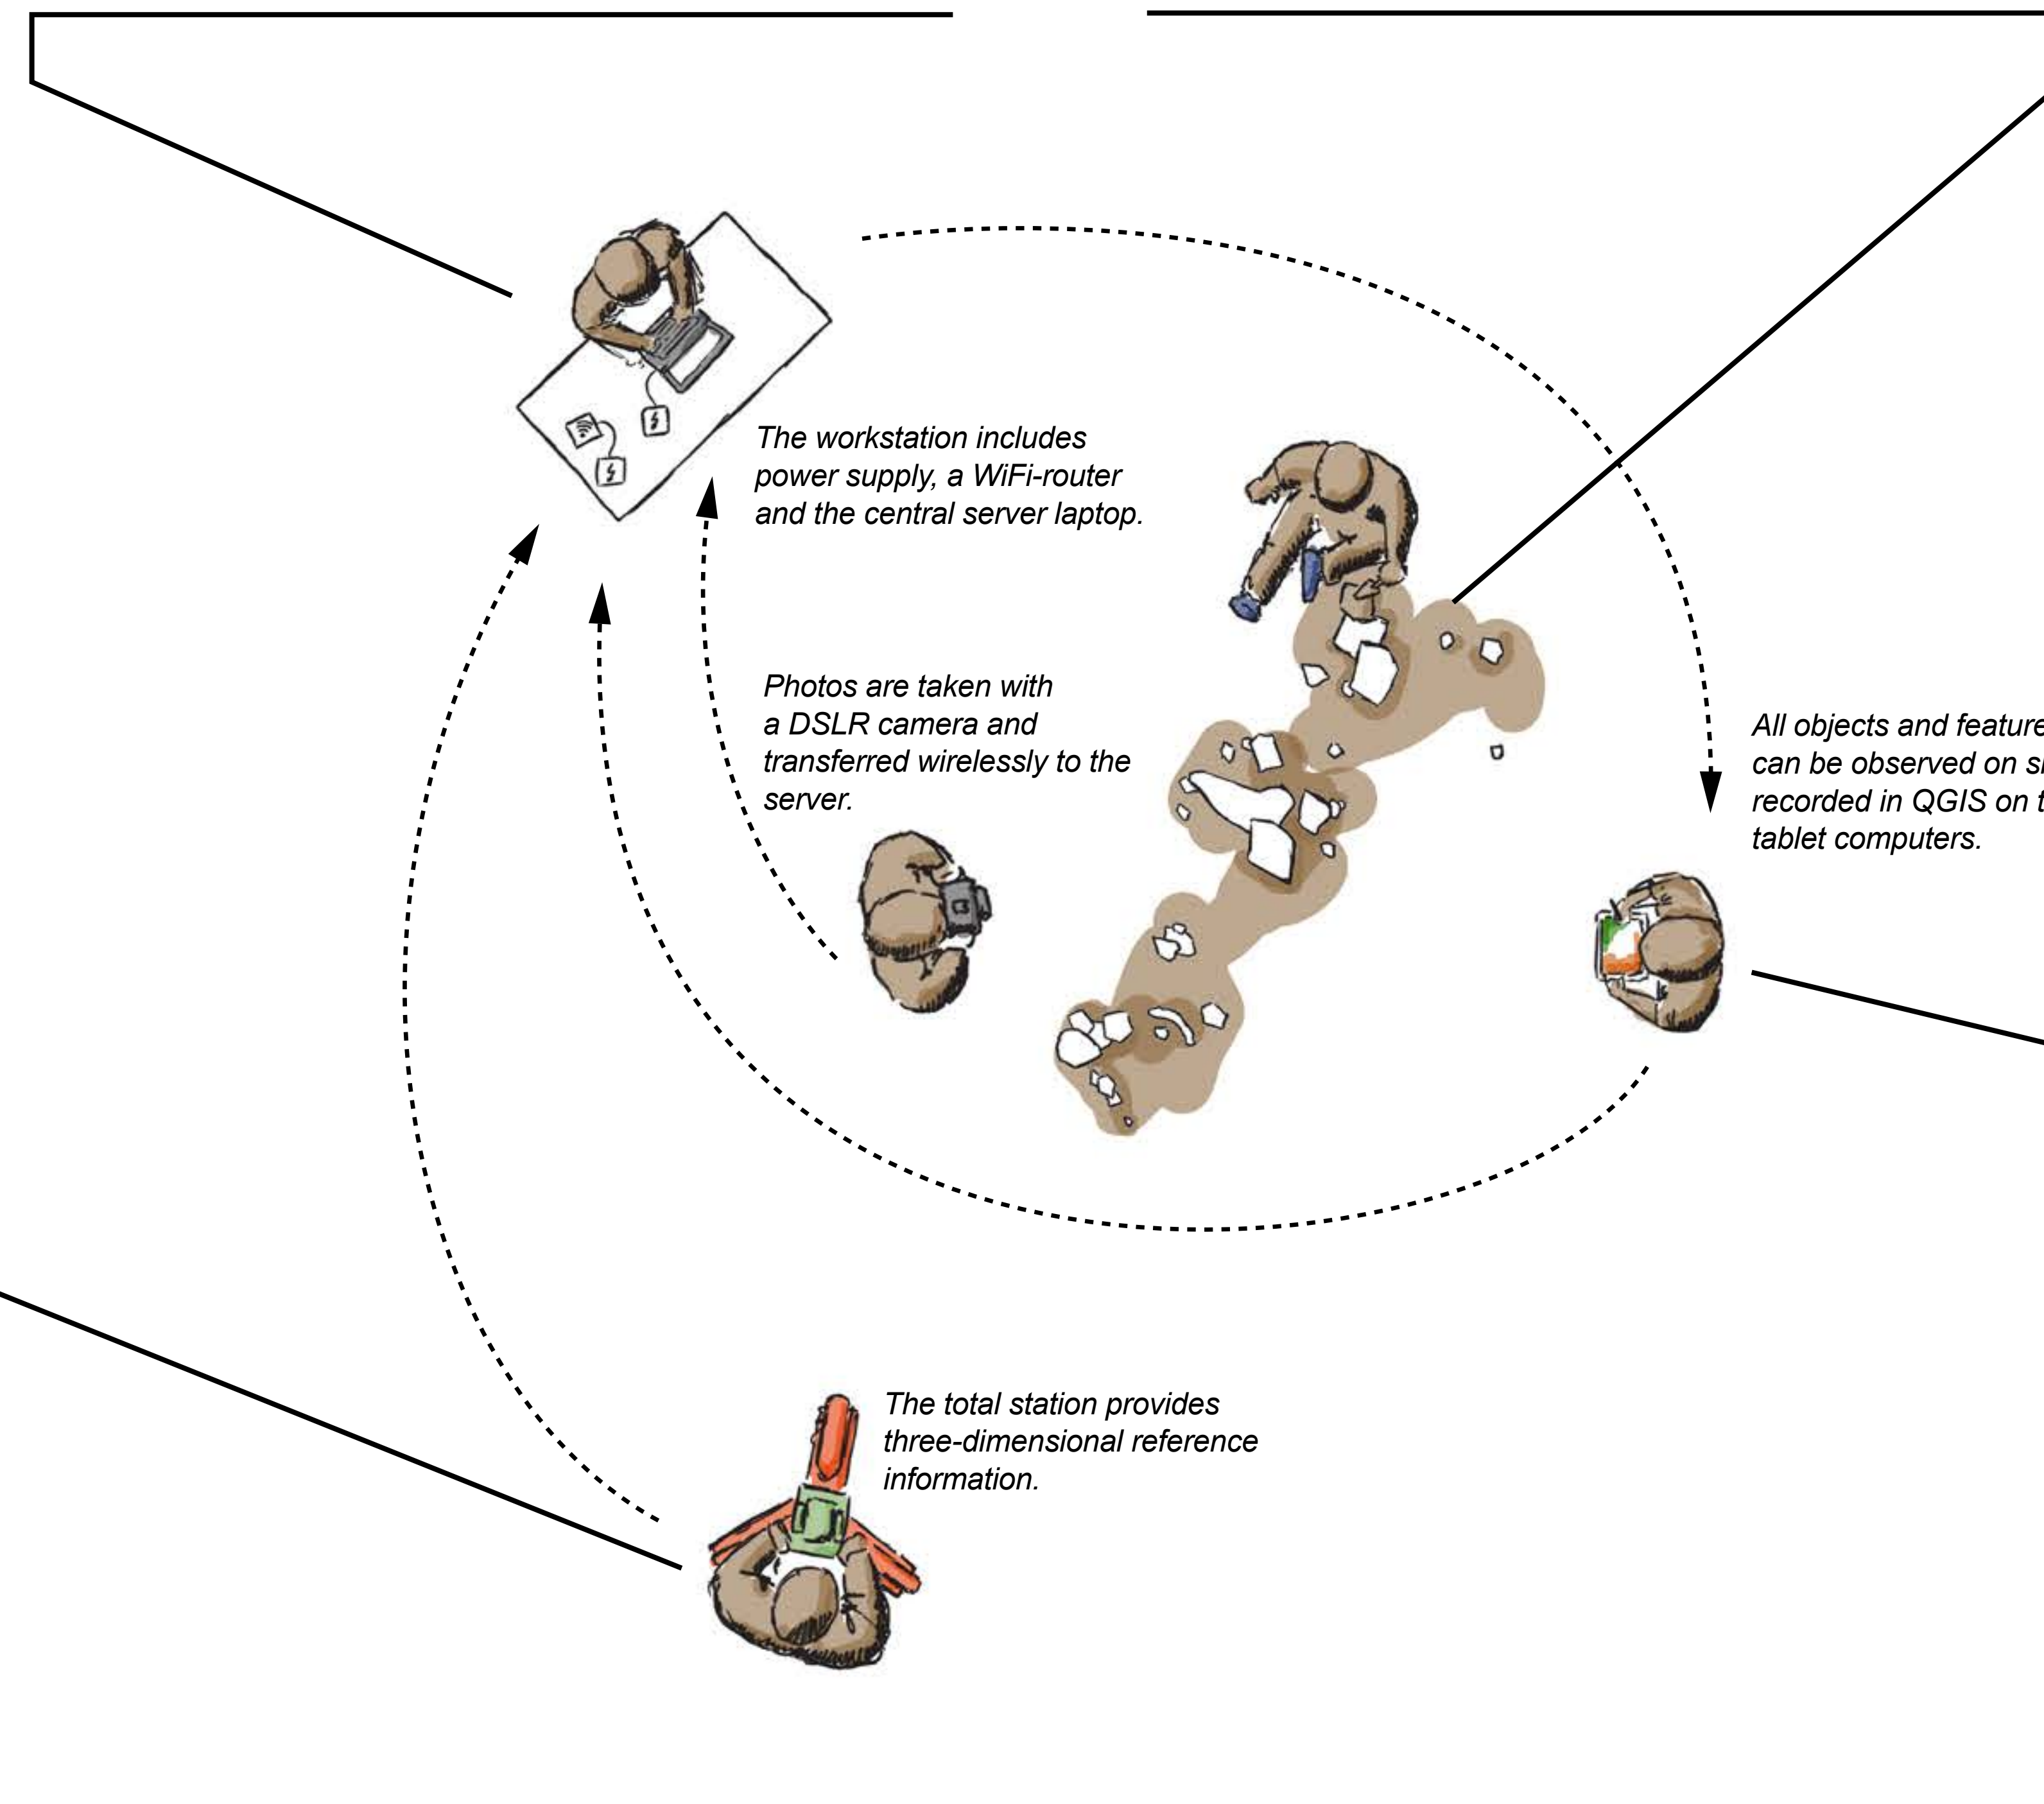 The workstation includes
power supply, a WiFi-router
and the central server laptop.
Photos are taken with
a DSLR camera and
transferred wirelessly to the
server.
All objects and feature
can be observed on
recorded in QGIS on
tablet computers.
The total station provides
three-dimensional reference
information.